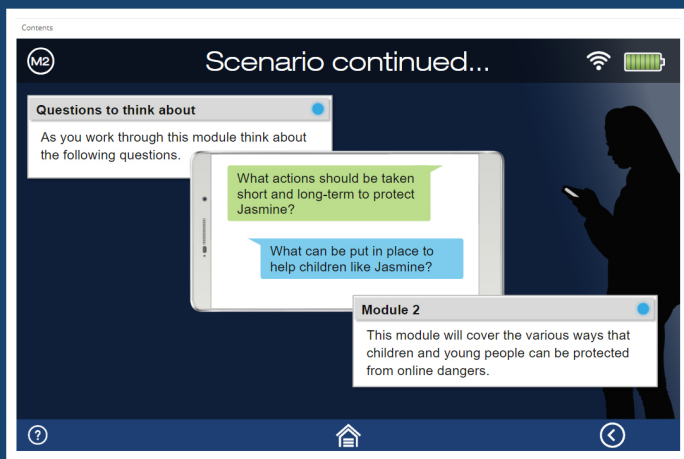 Contents
M2
Scenario continued...
Questions to think about
As you work through this module think about
the following questions.
What actions should be taken
short and long-term to protect
Jasmine?
What can be put in place to
help children like Jasmine?
Module 2
This module will cover the various ways that
children and young people can be protected
from online dangers.
?